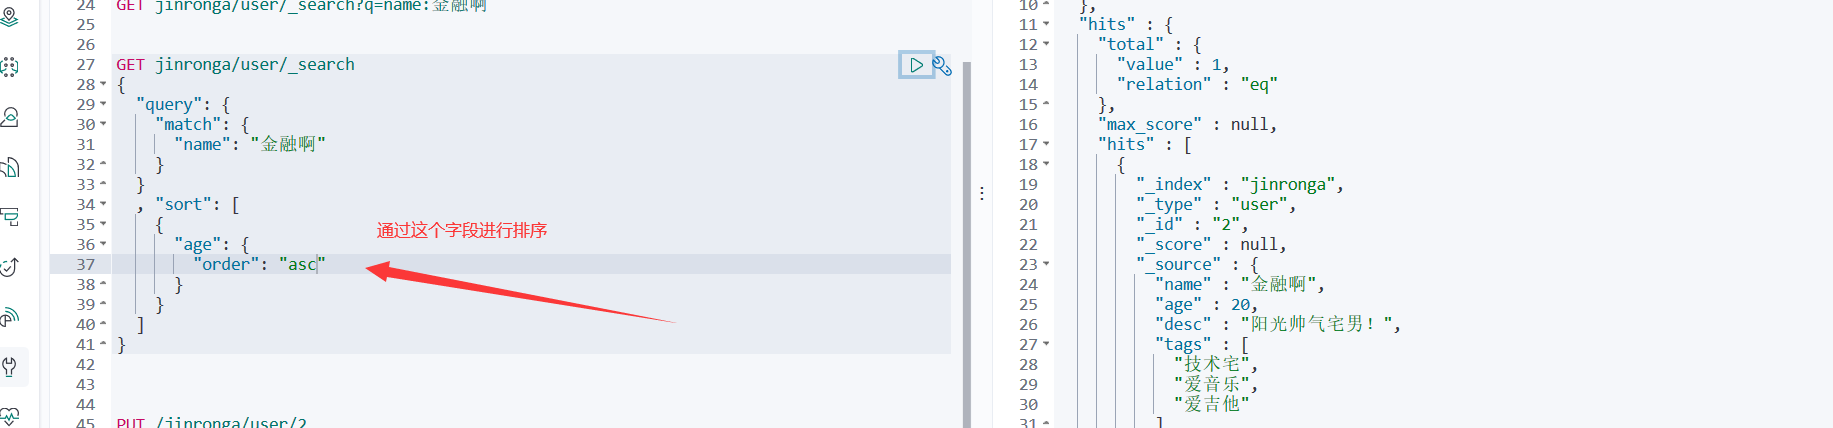 24 GET jinronga/user/_search?q=name:金融啊
25
26
27 GET jinronga/user/_search
28 {
29 "query": {
30 "match": {
31 "name": "金融啊"
32 }
33 }
34 , "sort": [
35 {
通过这个字段进行排序
36 "age": {
37 "order": "asc"
38 }
39 }
40 ]
41 }
42
43
44
45 PUT /jinronga/user/2
10 },
11 "hits" : {
12 "total" : {
13 "value" : 1,
14 "relation" : "eq"
15 },
16 "max_score" : null,
17 "hits" : [
18 {
19 "_index" : "jinronga",
20 "_type" : "user",
21 "_id" : "2",
22 "_score" : null,
23 "_source" : {
24 "name" : "金融啊",
25 "age" : 20,
26 "desc" : "阳光帅气宅男！",
27 "tags" : [
28 "技术宅",
29 "爱音乐",
30 "爱吉他"
31 ]